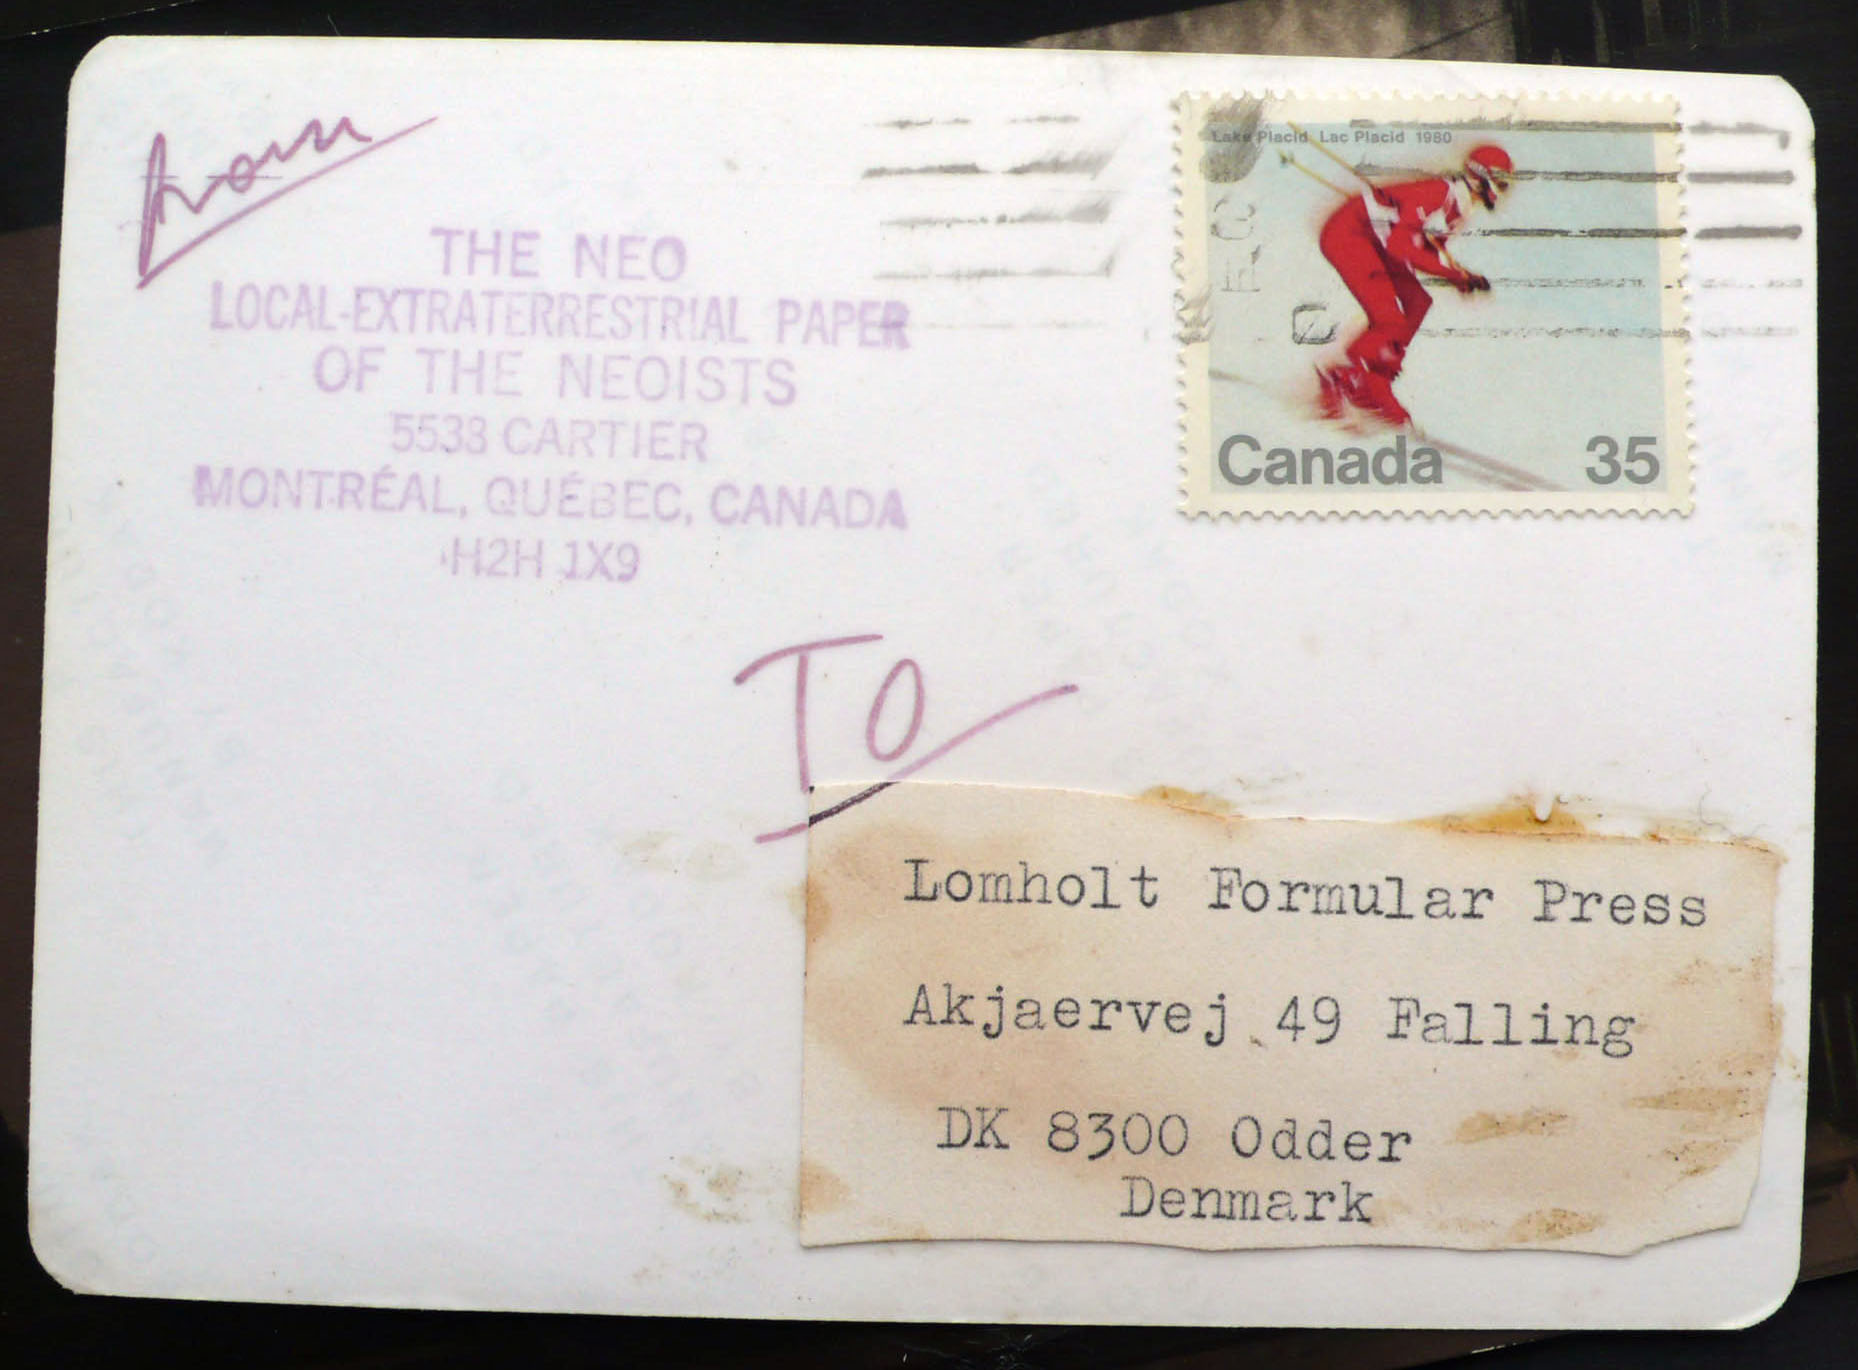 from
THE NEO
LOCAL-EXTRATERRESTRIAL PAPER
OF THE NEOISTS
5538 CARTIER
MONTRÉAL, QUÉBEC, CANADA
H2H 1X9
Lake Placid Lac Placid 1980
Canada 35
TO
Lomholt Formular Press
Akjaervej 49 Falling
DK 8300 Odder
Denmark